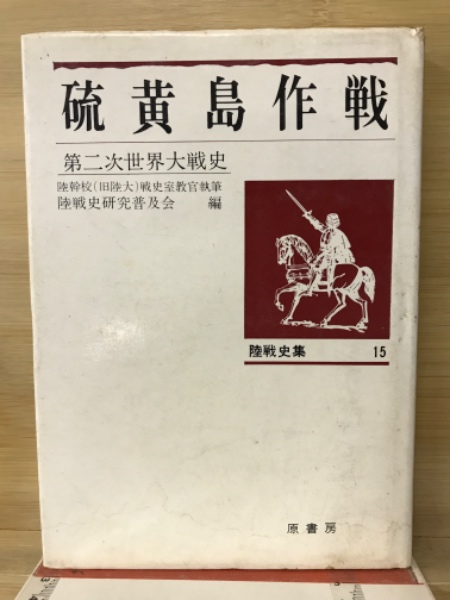 硫黄島作戦
第二次世界大戦史
陸幹校(旧陸大)戦史室教官執筆
陸戦史研究普及会 編
陸戦史集 15
原書房